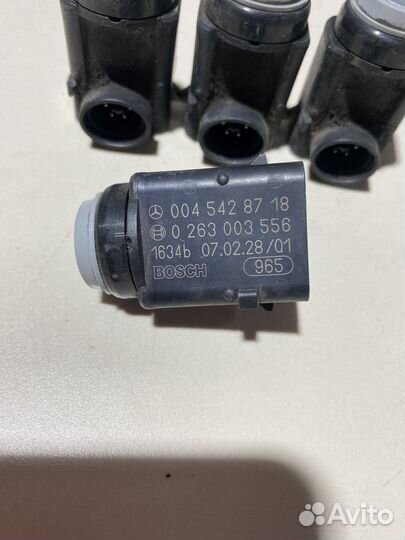 004 542 87 18
0 263 003 556
1634b 07.02.28/01
BOSCH 965
Avito